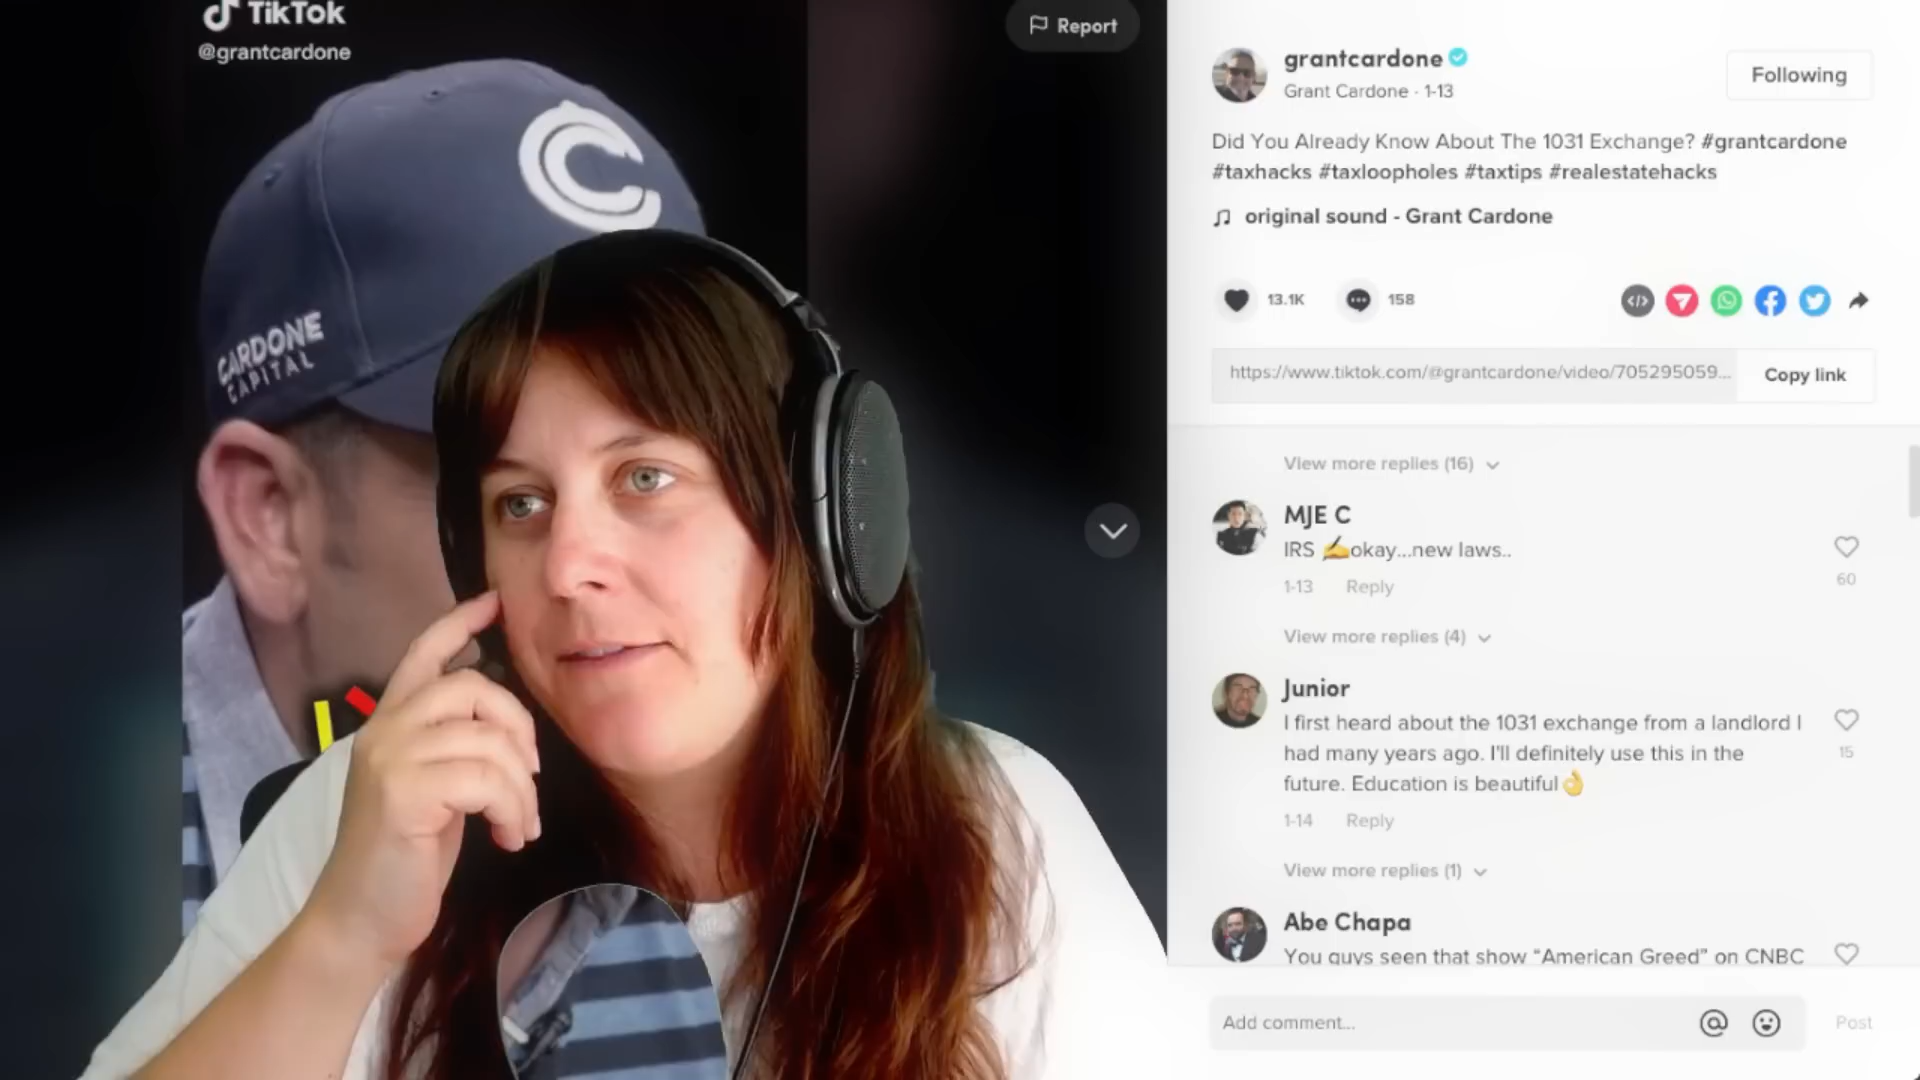 TikTok
@grantcardone
Report
CARDONE
CAPITAL
grantcardone
Following
Grant Cardone · 1-13
Did You Already Know About The 1031 Exchange? #grantcardone
#taxhacks #taxloopholes #taxtips #realestatehacks
original sound - Grant Cardone
13.1K
158
https://www.tiktok.com/@grantcardone/video/705295059...
Copy link
View more replies (16)
MJE C
IRS ✍️okay...new laws..
60
1-13 Reply
View more replies (4)
Junior
I first heard about the 1031 exchange from a landlord I
had many years ago. I'll definitely use this in the
future. Education is beautiful👌
15
1-14 Reply
View more replies (1)
Abe Chapa
You guys seen that show “American Greed” on CNBC
Add comment...
Post